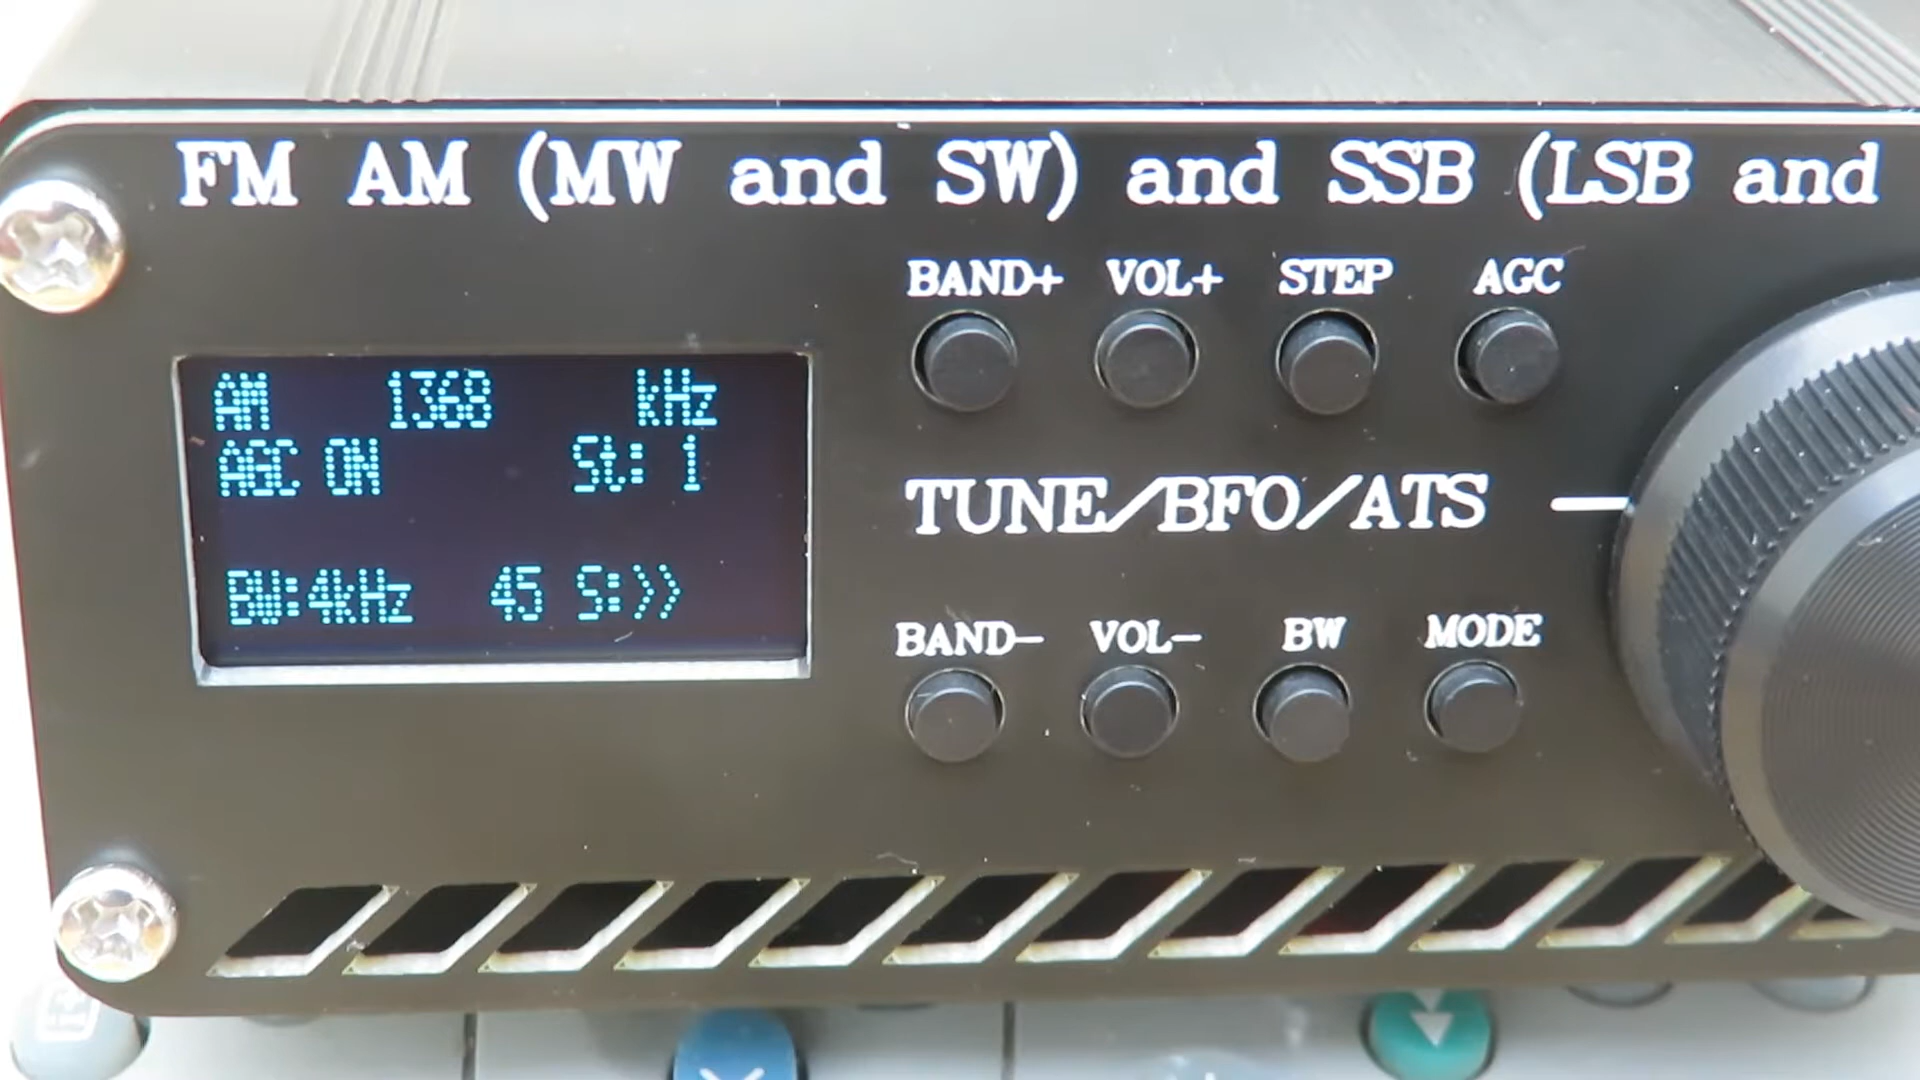 FM AM (MW and SW) and SSB (LSB and
BAND+ VOL+ STEP AGC
AM 1368 kHz
AGC ON St: 1
TUNE/BFO/ATS
BW:4kHz 45 S:>>
BAND- VOL- BW MODE